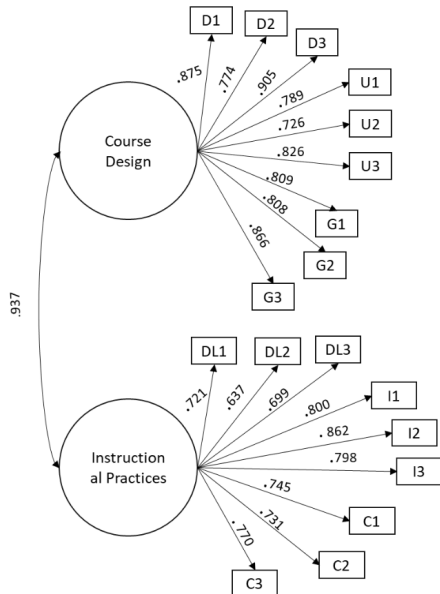 D1
D2
D3
.875
.774
.905
U1
.789
.726
U2
Course
Design
.826
U3
.809
.808
G1
.866
G2
G3
.937
DL1
DL2
DL3
.721
.637
.699
I1
.800
.862
I2
Instruction
al Practices
.798
I3
.745
.731
C1
.770
C2
C3